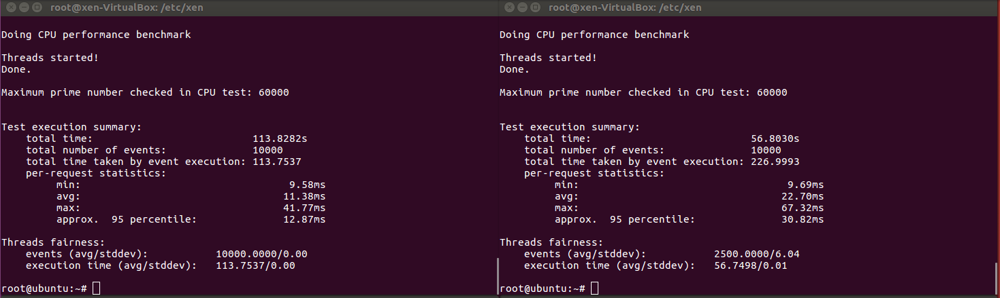 root@xen-VirtualBox: /etc/xen
Doing CPU performance benchmark
Threads started!
Done.
Maximum prime number checked in CPU test: 60000
Test execution summary:
total time: 113.8282s
total number of events: 10000
total time taken by event execution: 113.7537
per-request statistics:
min: 9.58ms
avg: 11.38ms
max: 41.77ms
approx. 95 percentile: 12.87ms
Threads fairness:
events (avg/stddev): 10000.0000/0.00
execution time (avg/stddev): 113.7537/0.00
root@ubuntu:~#
root@xen-VirtualBox: /etc/xen
Doing CPU performance benchmark
Threads started!
Done.
Maximum prime number checked in CPU test: 60000
Test execution summary:
total time: 56.8030s
total number of events: 10000
total time taken by event execution: 226.9993
per-request statistics:
min: 9.69ms
avg: 22.70ms
max: 67.32ms
approx. 95 percentile: 30.82ms
Threads fairness:
events (avg/stddev): 2500.0000/6.04
execution time (avg/stddev): 56.7498/0.01
root@ubuntu:~#